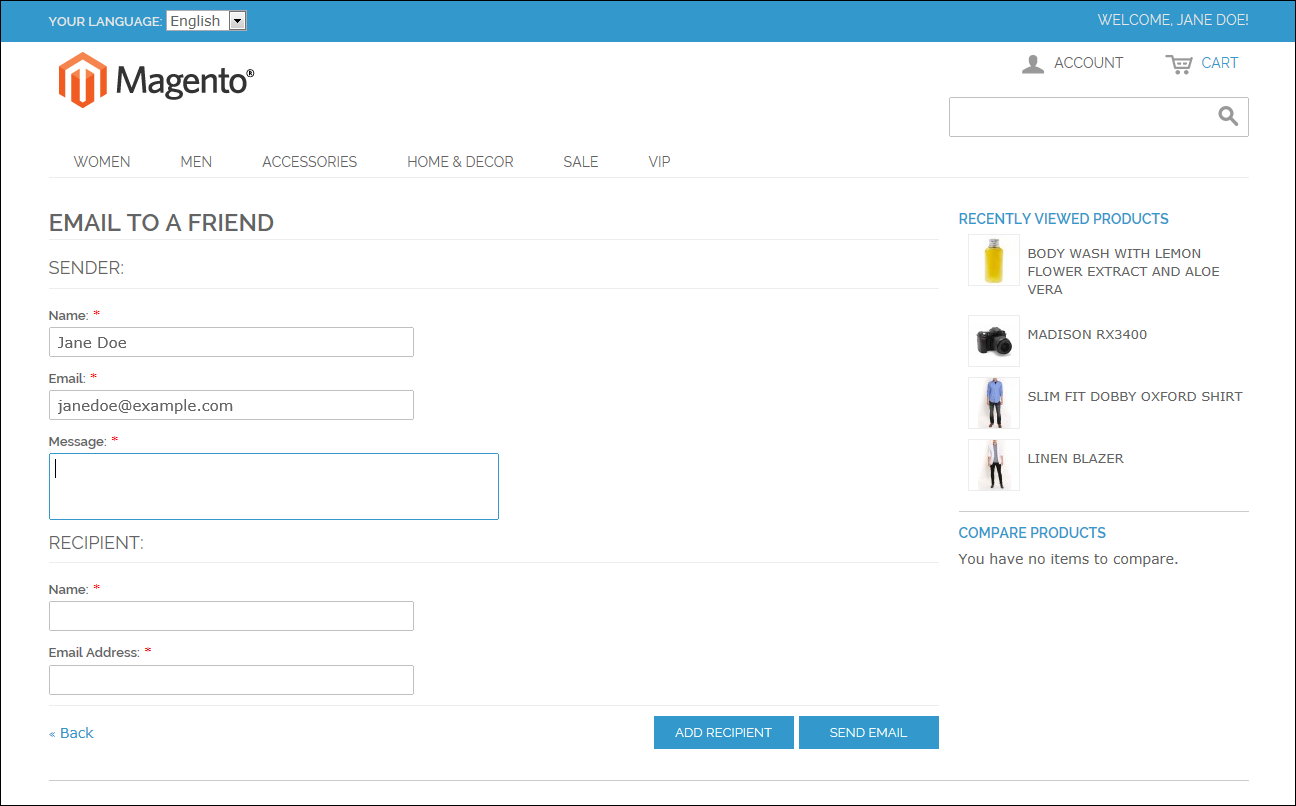 YOUR LANGUAGE: English
WELCOME, JANE DOE!
Magento®
ACCOUNT
CART
WOMEN MEN ACCESSORIES HOME & DECOR SALE VIP
EMAIL TO A FRIEND
SENDER:
Name: *
Jane Doe
Email: *
janedoe@example.com
Message: *
RECIPIENT:
Name: *
Email Address: *
« Back
ADD RECIPIENT
SEND EMAIL
RECENTLY VIEWED PRODUCTS
BODY WASH WITH LEMON
FLOWER EXTRACT AND ALOE
VERA
MADISON RX3400
SLIM FIT DOBBY OXFORD SHIRT
LINEN BLAZER
COMPARE PRODUCTS
You have no items to compare.